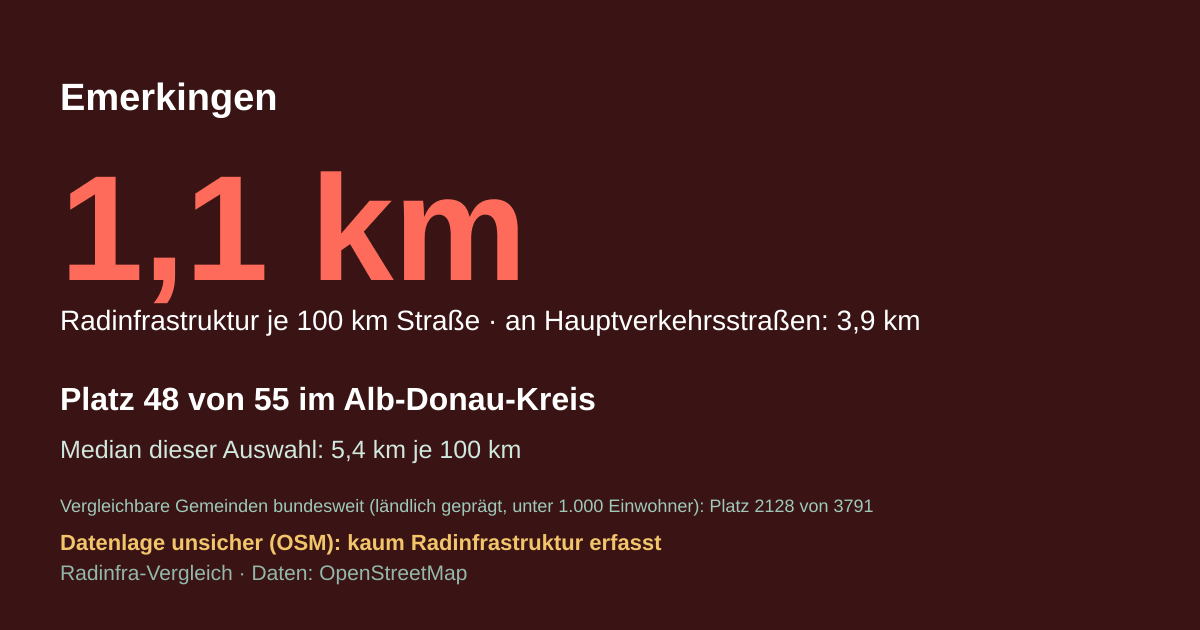 Emerkingen
1,1 km
Radinfrastruktur je 100 km Straße · an Hauptverkehrsstraßen: 3,9 km
Platz 48 von 55 im Alb-Donau-Kreis
Median dieser Auswahl: 5,4 km je 100 km
Vergleichbare Gemeinden bundesweit (ländlich geprägt, unter 1.000 Einwohner): Platz 2128 von 3791
Datenlage unsicher (OSM): kaum Radinfrastruktur erfasst
Radinfra-Vergleich · Daten: OpenStreetMap